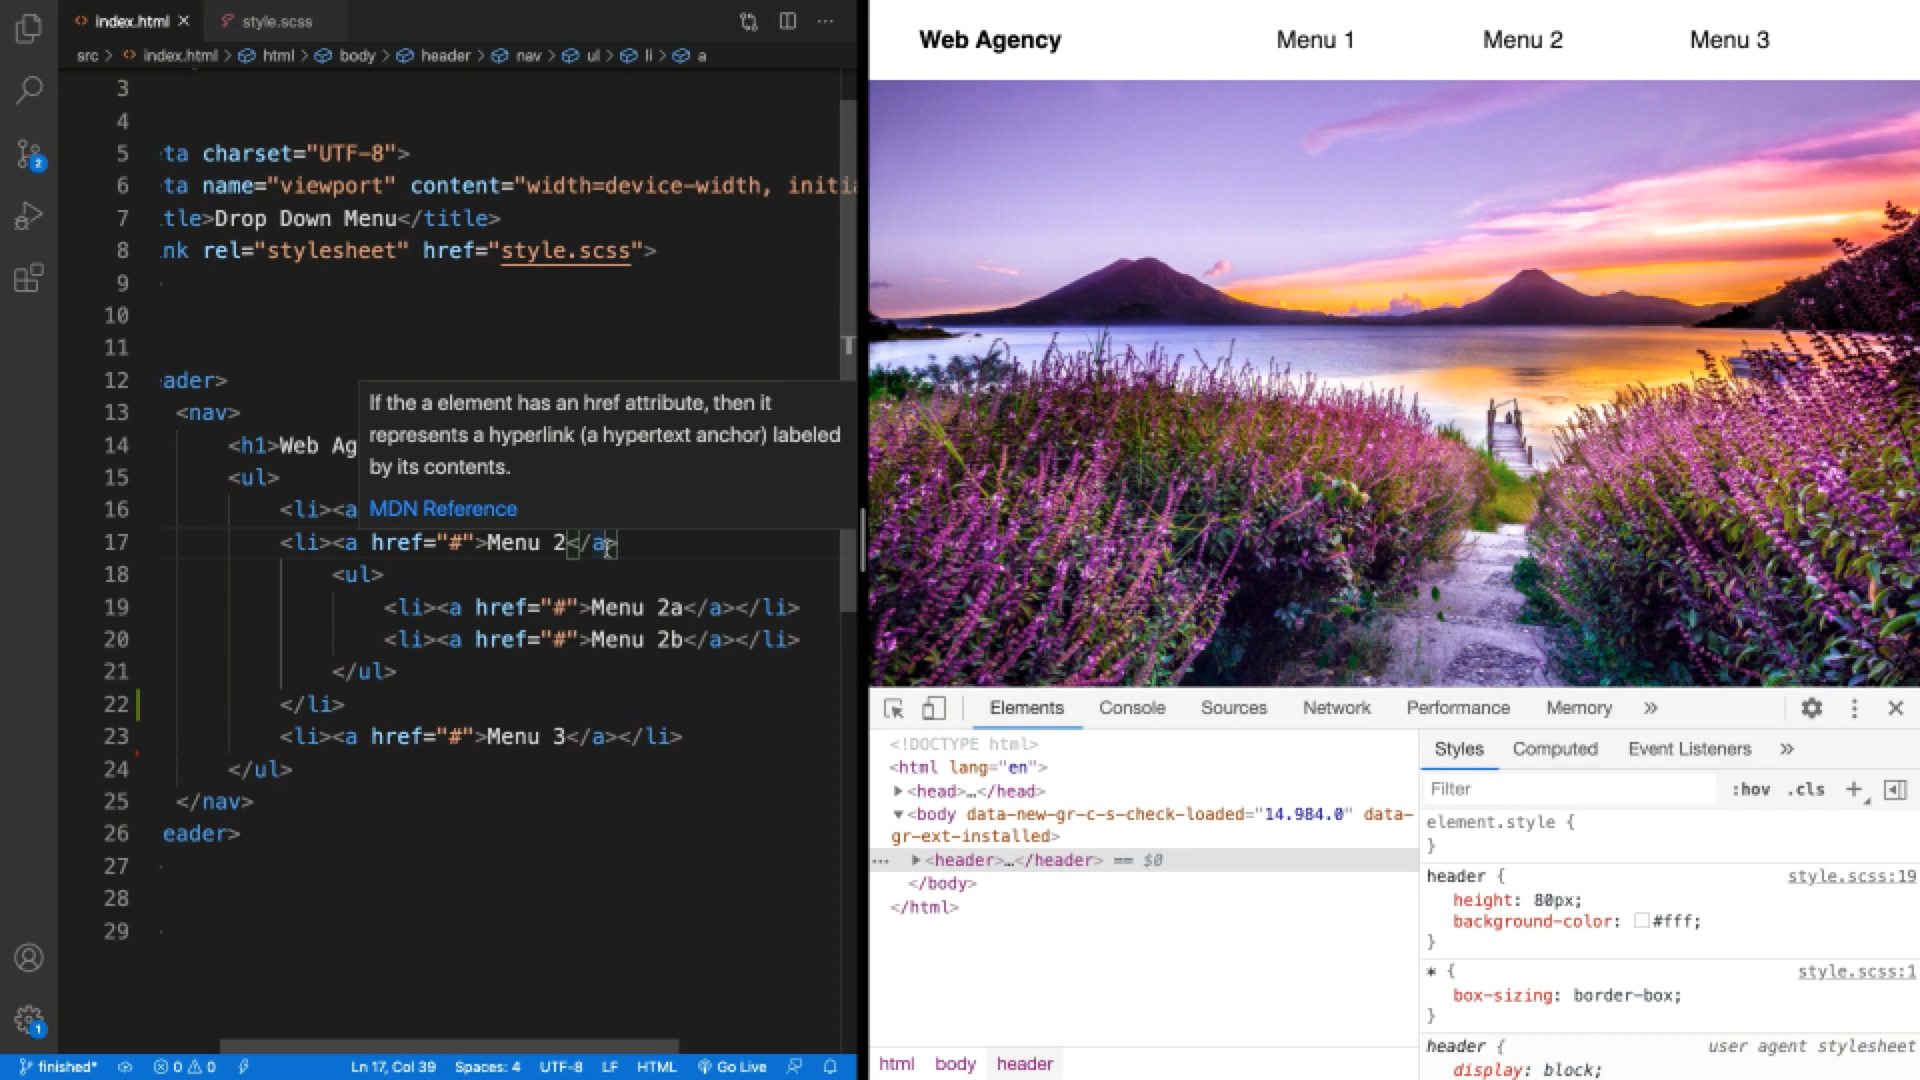 index.html
style.scss
src > index.html > html > body > header > nav > ul > li > a
3
4
5 ta charset="UTF-8">
6 ta name="viewport" content="width=device-width, initi
7 tle>Drop Down Menu</title>
8 nk rel="stylesheet" href="style.scss">
9
10
11
12 ader>
13 <nav>
14 <h1>Web Ag
15 <ul>
16 <li><a
17 <li><a href="#">Menu 2</a>
18 <ul>
19 <li><a href="#">Menu 2a</a></li>
20 <li><a href="#">Menu 2b</a></li>
21 </ul>
22 </li>
23 <li><a href="#">Menu 3</a></li>
24 </ul>
25 </nav>
26 eader>
27
28
29
If the a element has an href attribute, then it
represents a hyperlink (a hypertext anchor) labeled
by its contents.
MDN Reference
2
1
finished* 0 0 Ln 17, Col 39 Spaces: 4 UTF-8 LF HTML Go Live
Web Agency Menu 1 Menu 2 Menu 3
Elements Console Sources Network Performance Memory »
<!DOCTYPE html>
<html lang="en">
<head>…</head>
<body data-new-gr-c-s-check-loaded="14.984.0" data-
gr-ext-installed>
… <header>…</header> == $0
</body>
</html>
html body header
Styles Computed Event Listeners »
Filter :hov .cls +
element.style {
}
header { style.scss:19
height: 80px;
background-color: #fff;
}
* { style.scss:1
box-sizing: border-box;
}
header { user agent stylesheet
display: block;